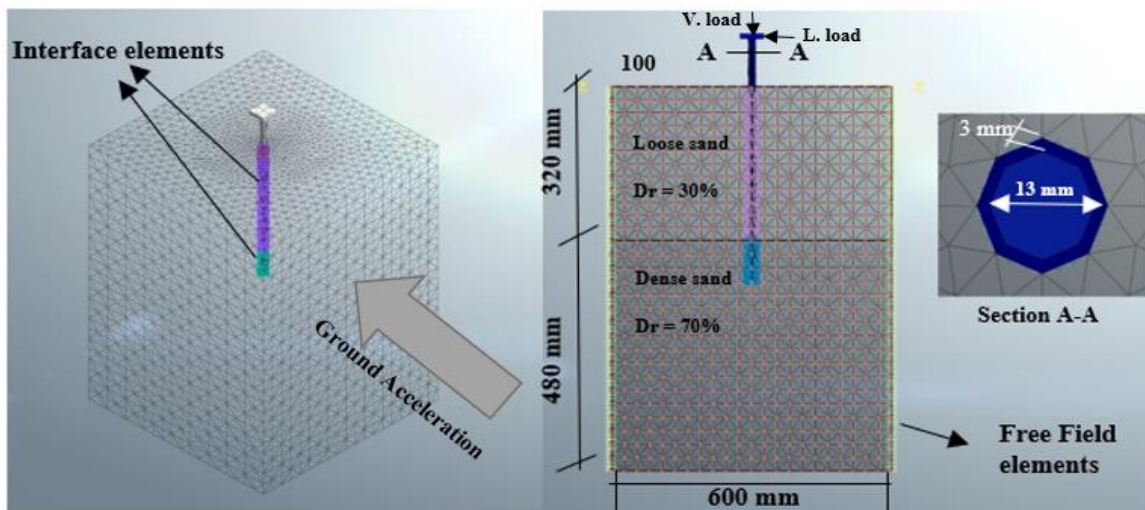 Interface elements
Ground Acceleration
V. load
L. load
A A
100
320 mm
Loose sand
Dr = 30%
480 mm
Dense sand
Dr = 70%
600 mm
Free Field
elements
3 mm
13 mm
Section A-A